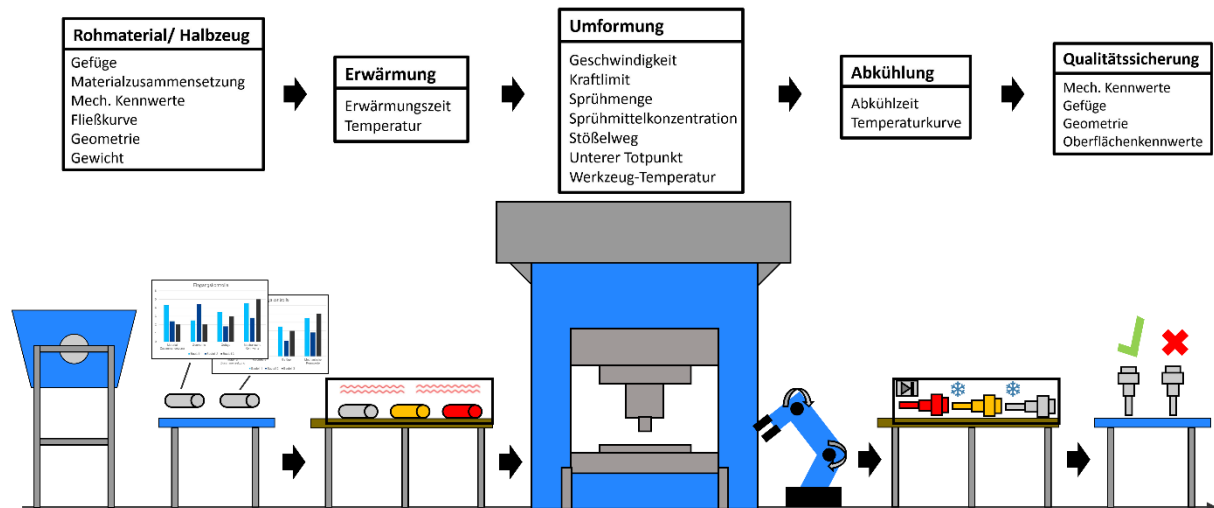 Rohmaterial/ Halbzeug
Gefüge
Materialzusammensetzung
Mech. Kennwerte
Fließkurve
Geometrie
Gewicht
Erwärmung
Erwärmungszeit
Temperatur
Umformung
Geschwindigkeit
Kraftlimit
Sprühmenge
Sprühmittelkonzentration
Stößelweg
Unterer Totpunkt
Werkzeug-Temperatur
Abkühlung
Abkühlzeit
Temperaturkurve
Qualitätssicherung
Mech. Kennwerte
Gefüge
Geometrie
Oberflächenkennwerte
Eingangskontrolle